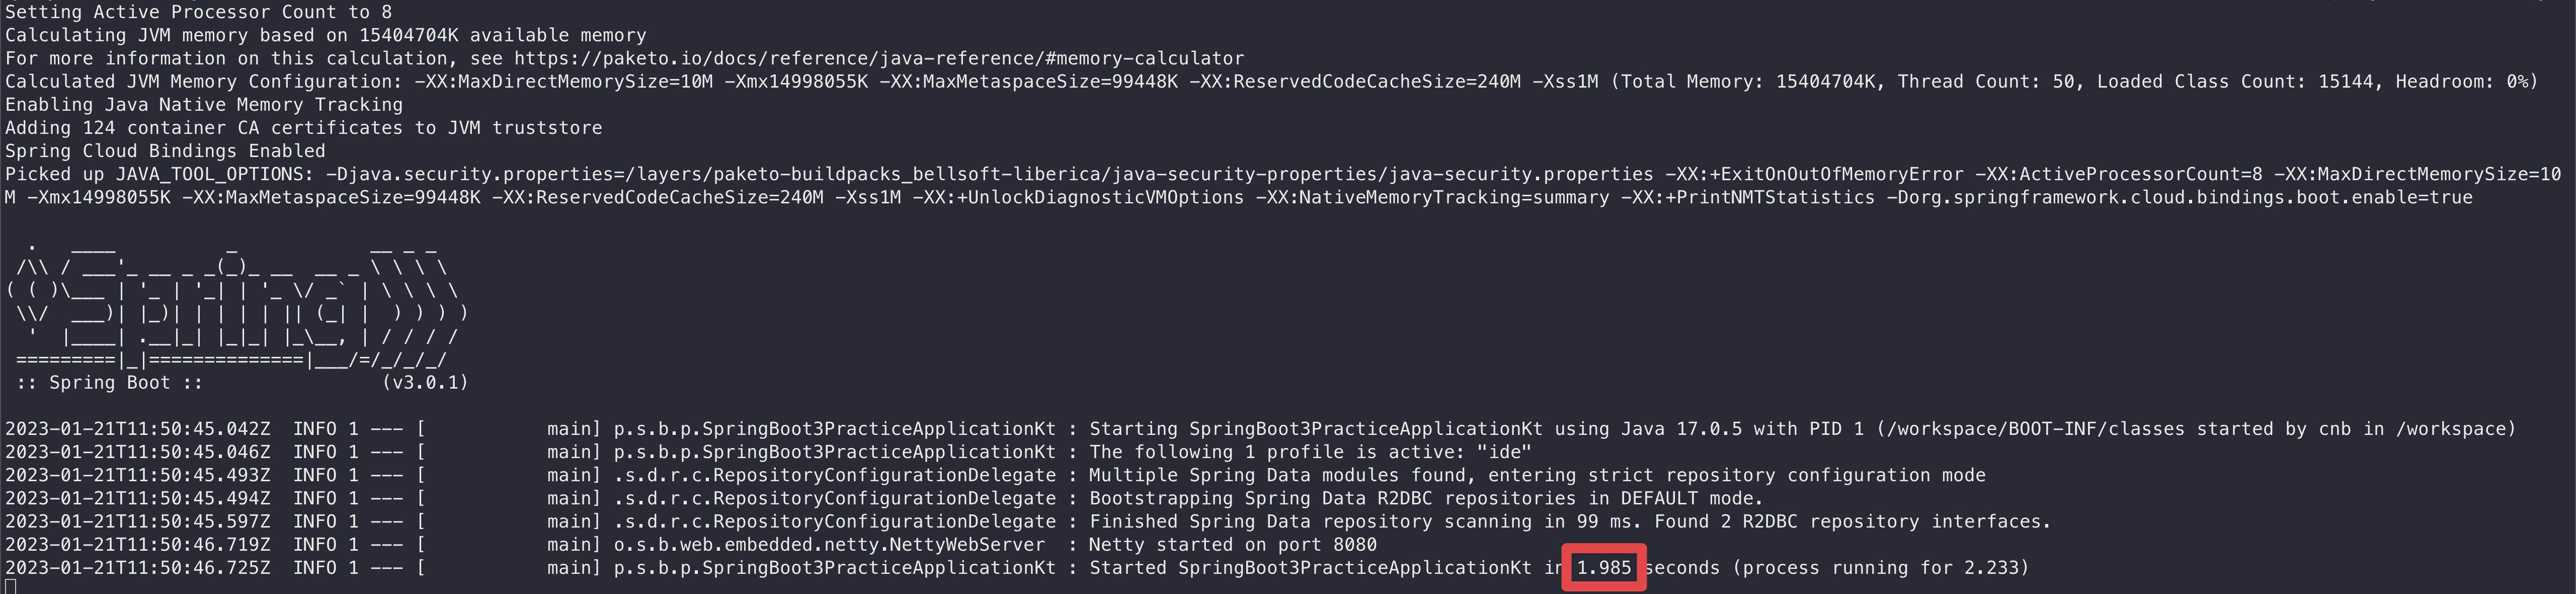 Setting Active Processor Count to 8
Calculating JVM memory based on 15404704K available memory
For more information on this calculation, see https://paketo.io/docs/reference/java-reference/#memory-calculator
Calculated JVM Memory Configuration: -XX:MaxDirectMemorySize=10M -Xmx14998055K -XX:MaxMetaspaceSize=99448K -XX:ReservedCodeCacheSize=240M -Xss1M (Total Memory: 15404704K, Thread Count: 50, Loaded Class Count: 15144, Headroom: 0%)
Enabling Java Native Memory Tracking
Adding 124 container CA certificates to JVM truststore
Spring Cloud Bindings Enabled
Picked up JAVA_TOOL_OPTIONS: -Djava.security.properties=/layers/paketo-buildpacks_bellsoft-liberica/java-security-properties/java-security.properties -XX:+ExitOnOutOfMemoryError -XX:ActiveProcessorCount=8 -XX:MaxDirectMemorySize=10
M -Xmx14998055K -XX:MaxMetaspaceSize=99448K -XX:ReservedCodeCacheSize=240M -Xss1M -XX:+UnlockDiagnosticVMOptions -XX:NativeMemoryTracking=summary -XX:+PrintNMTStatistics -Dorg.springframework.cloud.bindings.boot.enable=true
  .   ____          _            __ _ _
 /\\ / ___'_ __ _ _(_)_ __  __ _ \ \ \ \
( ( )\___ | '_ | '_| | '_ \/ _` | \ \ \ \
 \\/  ___)| |_)| | | | | || (_| |  ) ) ) )
  '  |____| .__|_| |_|_| |_\__, | / / / /
 =========|_|==============|___/=/_/_/_/
 :: Spring Boot ::                (v3.0.1)
2023-01-21T11:50:45.042Z  INFO 1 --- [           main] p.s.b.p.SpringBoot3PracticeApplicationKt : Starting SpringBoot3PracticeApplicationKt using Java 17.0.5 with PID 1 (/workspace/BOOT-INF/classes started by cnb in /workspace)
2023-01-21T11:50:45.046Z  INFO 1 --- [           main] p.s.b.p.SpringBoot3PracticeApplicationKt : The following 1 profile is active: "ide"
2023-01-21T11:50:45.493Z  INFO 1 --- [           main] .s.d.r.c.RepositoryConfigurationDelegate : Multiple Spring Data modules found, entering strict repository configuration mode
2023-01-21T11:50:45.494Z  INFO 1 --- [           main] .s.d.r.c.RepositoryConfigurationDelegate : Bootstrapping Spring Data R2DBC repositories in DEFAULT mode.
2023-01-21T11:50:45.597Z  INFO 1 --- [           main] .s.d.r.c.RepositoryConfigurationDelegate : Finished Spring Data repository scanning in 99 ms. Found 2 R2DBC repository interfaces.
2023-01-21T11:50:46.719Z  INFO 1 --- [           main] o.s.b.web.embedded.netty.NettyWebServer  : Netty started on port 8080
2023-01-21T11:50:46.725Z  INFO 1 --- [           main] p.s.b.p.SpringBoot3PracticeApplicationKt : Started SpringBoot3PracticeApplicationKt in 1.985 seconds (process running for 2.233)